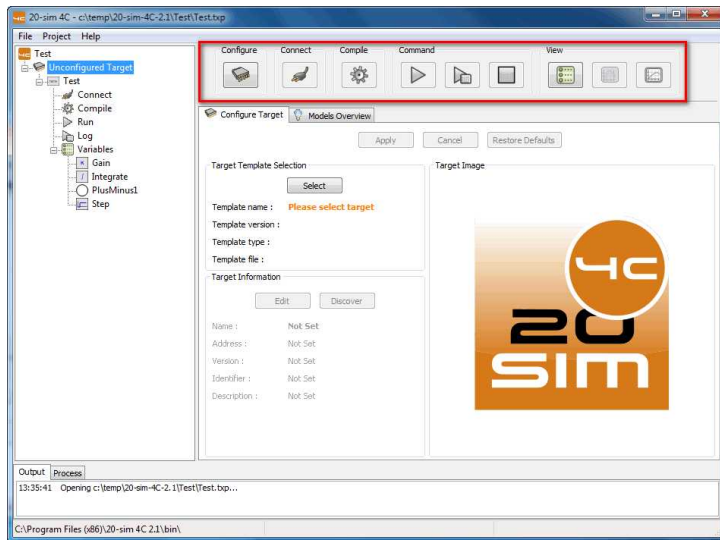 20-sim 4C - c:\temp\20-sim-4C-2.1\Test\Test.txp
File Project Help
Configure Connect Compile Command View
Test
Unconfigured Target
Test
Connect
Compile
Run
Log
Variables
Gain
Integrate
PlusMinus1
Step
Configure Target Models Overview
Apply Cancel Restore Defaults
Target Template Selection
Select
Template name : Please select target
Template version :
Template type :
Template file :
Target Information
Edit Discover
Name : Not Set
Address : Not Set
Version : Not Set
Identifier : Not Set
Description : Not Set
Target Image
4C
20
SIM
Output Process
13:35:41 Opening c:\temp\20-sim-4C-2.1\Test\Test.txp...
C:\Program Files (x86)\20-sim 4C 2.1\bin\